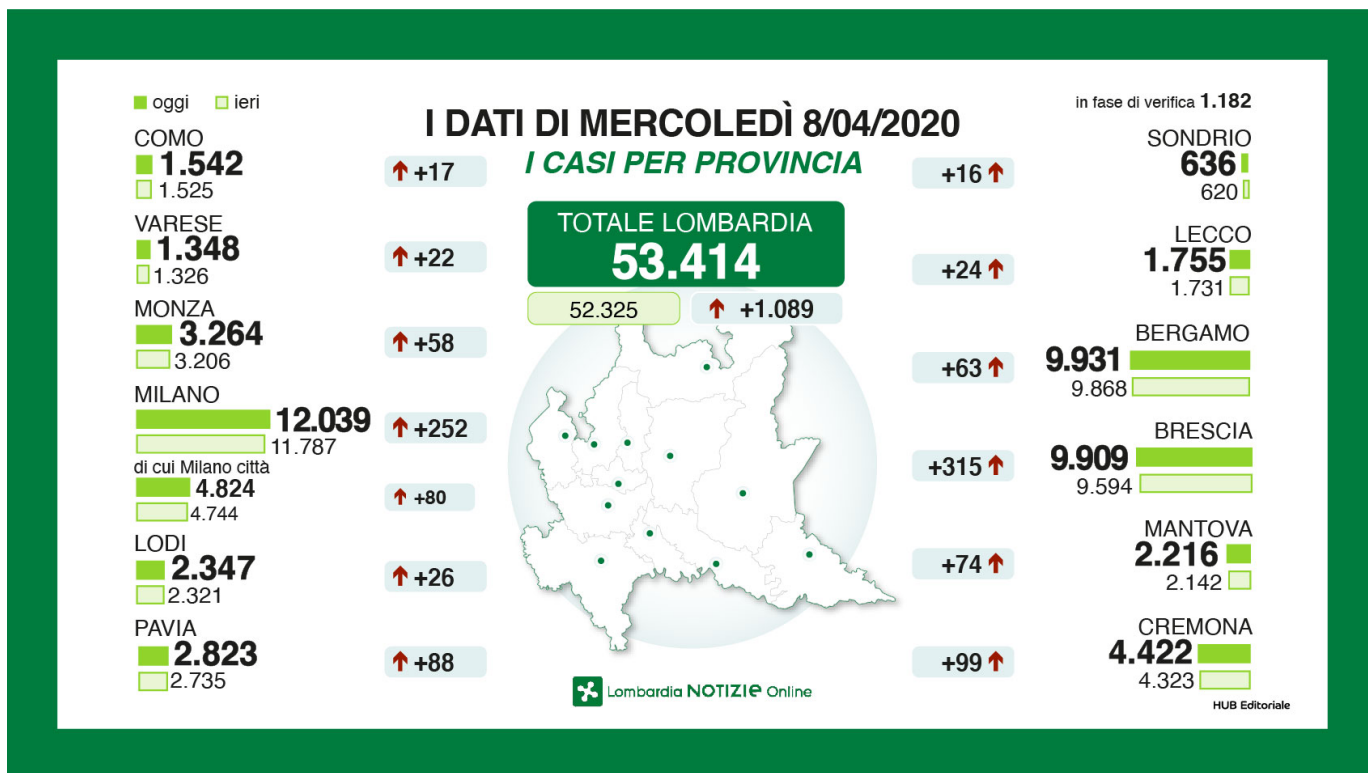 oggi ieri
I DATI DI MERCOLEDÌ 8/04/2020
I CASI PER PROVINCIA
in fase di verifica 1.182
TOTALE LOMBARDIA
53.414
52.325
+1.089
COMO
1.542
1.525
+17
VARESE
1.348
1.326
+22
MONZA
3.264
3.206
+58
MILANO
12.039
11.787
+252
di cui Milano città
4.824
4.744
+80
LODI
2.347
2.321
+26
PAVIA
2.823
2.735
+88
SONDRIO
+16
636
620
LECCO
+24
1.755
1.731
BERGAMO
+63
9.931
9.868
BRESCIA
+315
9.909
9.594
MANTOVA
+74
2.216
2.142
CREMONA
+99
4.422
4.323
Lombardia NOTIZIE Online
HUB Editoriale